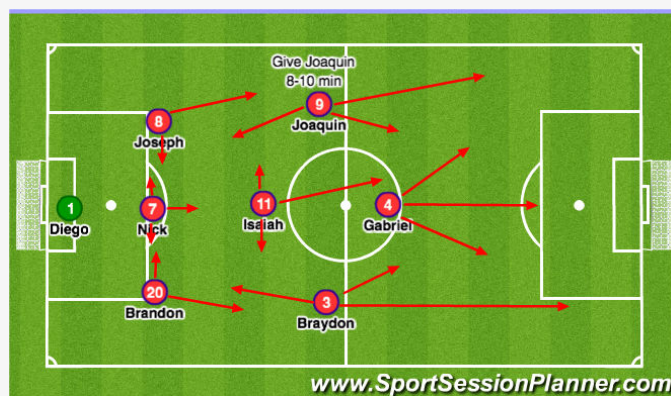 Give Joaquin
8-10 min
9
Joaquin
8
Joseph
1
Diego
7
Nick
11
Isaiah
4
Gabriel
20
Brandon
3
Braydon
www.SportSessionPlanner.com